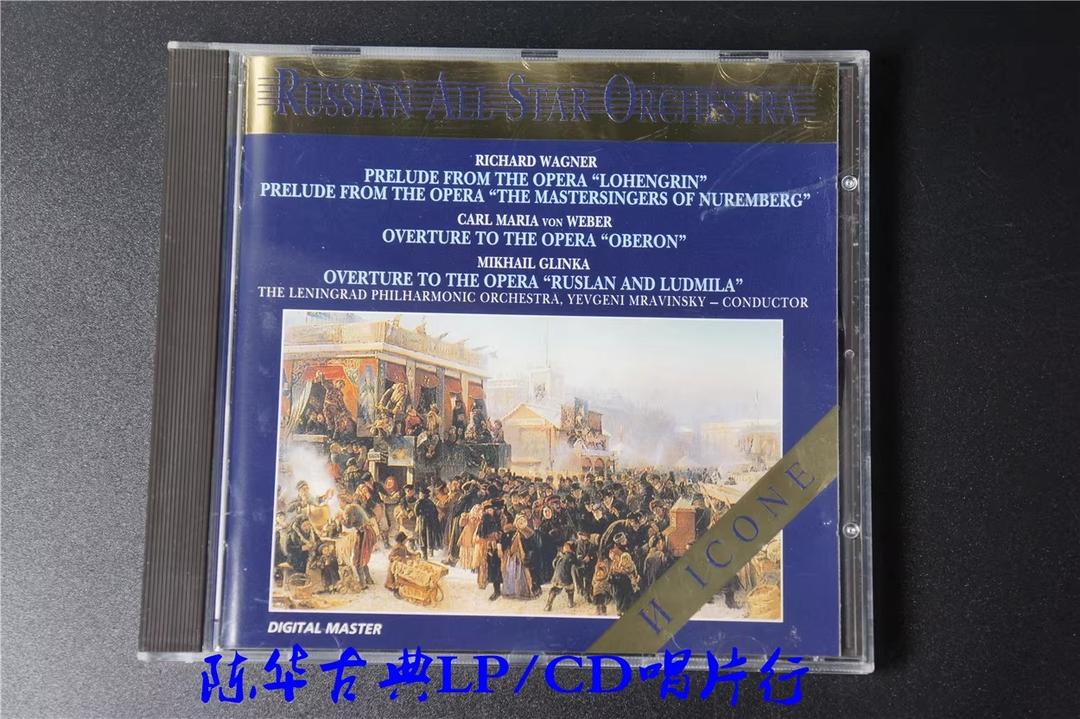 RUSSIAN ALL STAR ORCHESTRA
RICHARD WAGNER
PRELUDE FROM THE OPERA “LOHENGRIN”
PRELUDE FROM THE OPERA “THE MASTERSINGERS OF NUREMBERG”
CARL MARIA VON WEBER
OVERTURE TO THE OPERA “OBERON”
MIKHAIL GLINKA
OVERTURE TO THE OPERA “RUSLAN AND LUDMILA”
THE LENINGRAD PHILHARMONIC ORCHESTRA, YEVGENI MRAVINSKY – CONDUCTOR
И ICONE
DIGITAL MASTER
陈华古典LP/CD唱片行